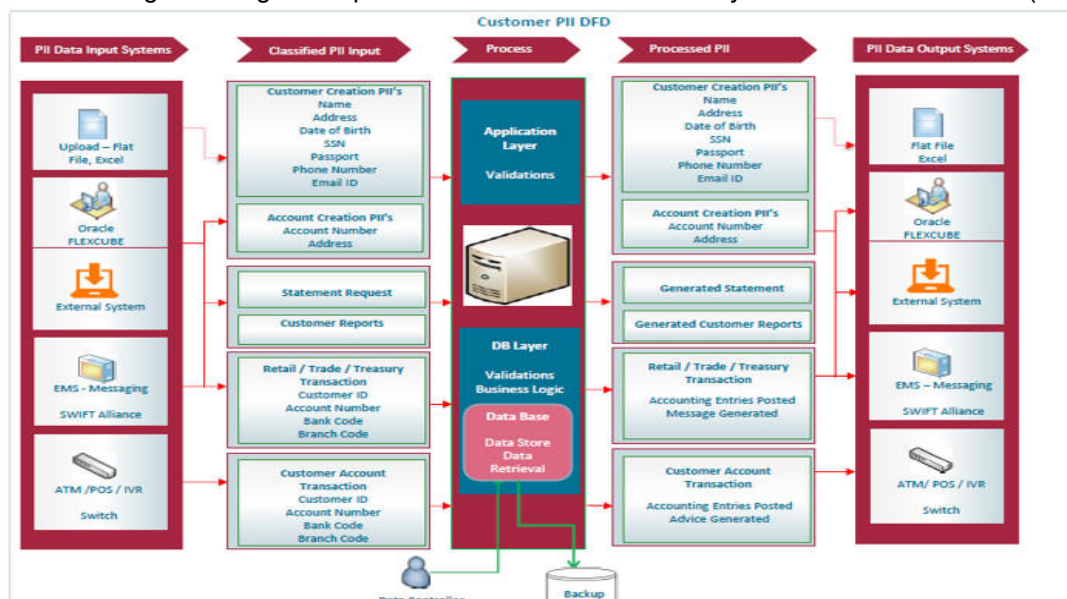 Customer PII DFD
PII Data Input Systems
Classified PII Input
Process
Processed PII
PII Data Output Systems
Upload – Flat
File, Excel
Oracle
FLEXCUBE
External System
EMS - Messaging
SWIFT Alliance
ATM /POS / IVR
Switch
Customer Creation PII's
Name
Address
Date of Birth
SSN
Passport
Phone Number
Email ID
Account Creation PII's
Account Number
Address
Statement Request
Customer Reports
Retail / Trade / Treasury
Transaction
Customer ID
Account Number
Bank Code
Branch Code
Customer Account
Transaction
Customer ID
Account Number
Bank Code
Branch Code
Application
Layer
Validations
DB Layer
Validations
Business Logic
Data Base
Data Store
Data
Retrieval
Customer Creation PII's
Name
Address
Date of Birth
SSN
Passport
Phone Number
Email ID
Account Creation PII's
Account Number
Address
Generated Statement
Generated Customer Reports
Retail / Trade / Treasury
Transaction
Accounting Entries Posted
Message Generated
Customer Account
Transaction
Accounting Entries Posted
Advice Generated
Flat File
Excel
Oracle
FLEXCUBE
External System
EMS – Messaging
SWIFT Alliance
ATM/ POS / IVR
Switch
Data Controller
Backup